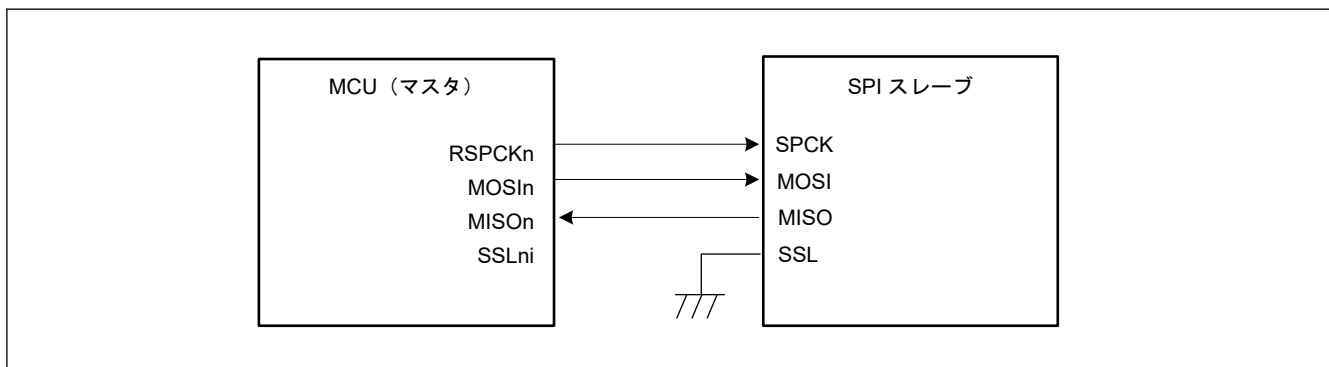 MCU（マスタ）
RSPCKn
MOSIn
MISOn
SSLni
SPI スレーブ
SPCK
MOSI
MISO
SSL